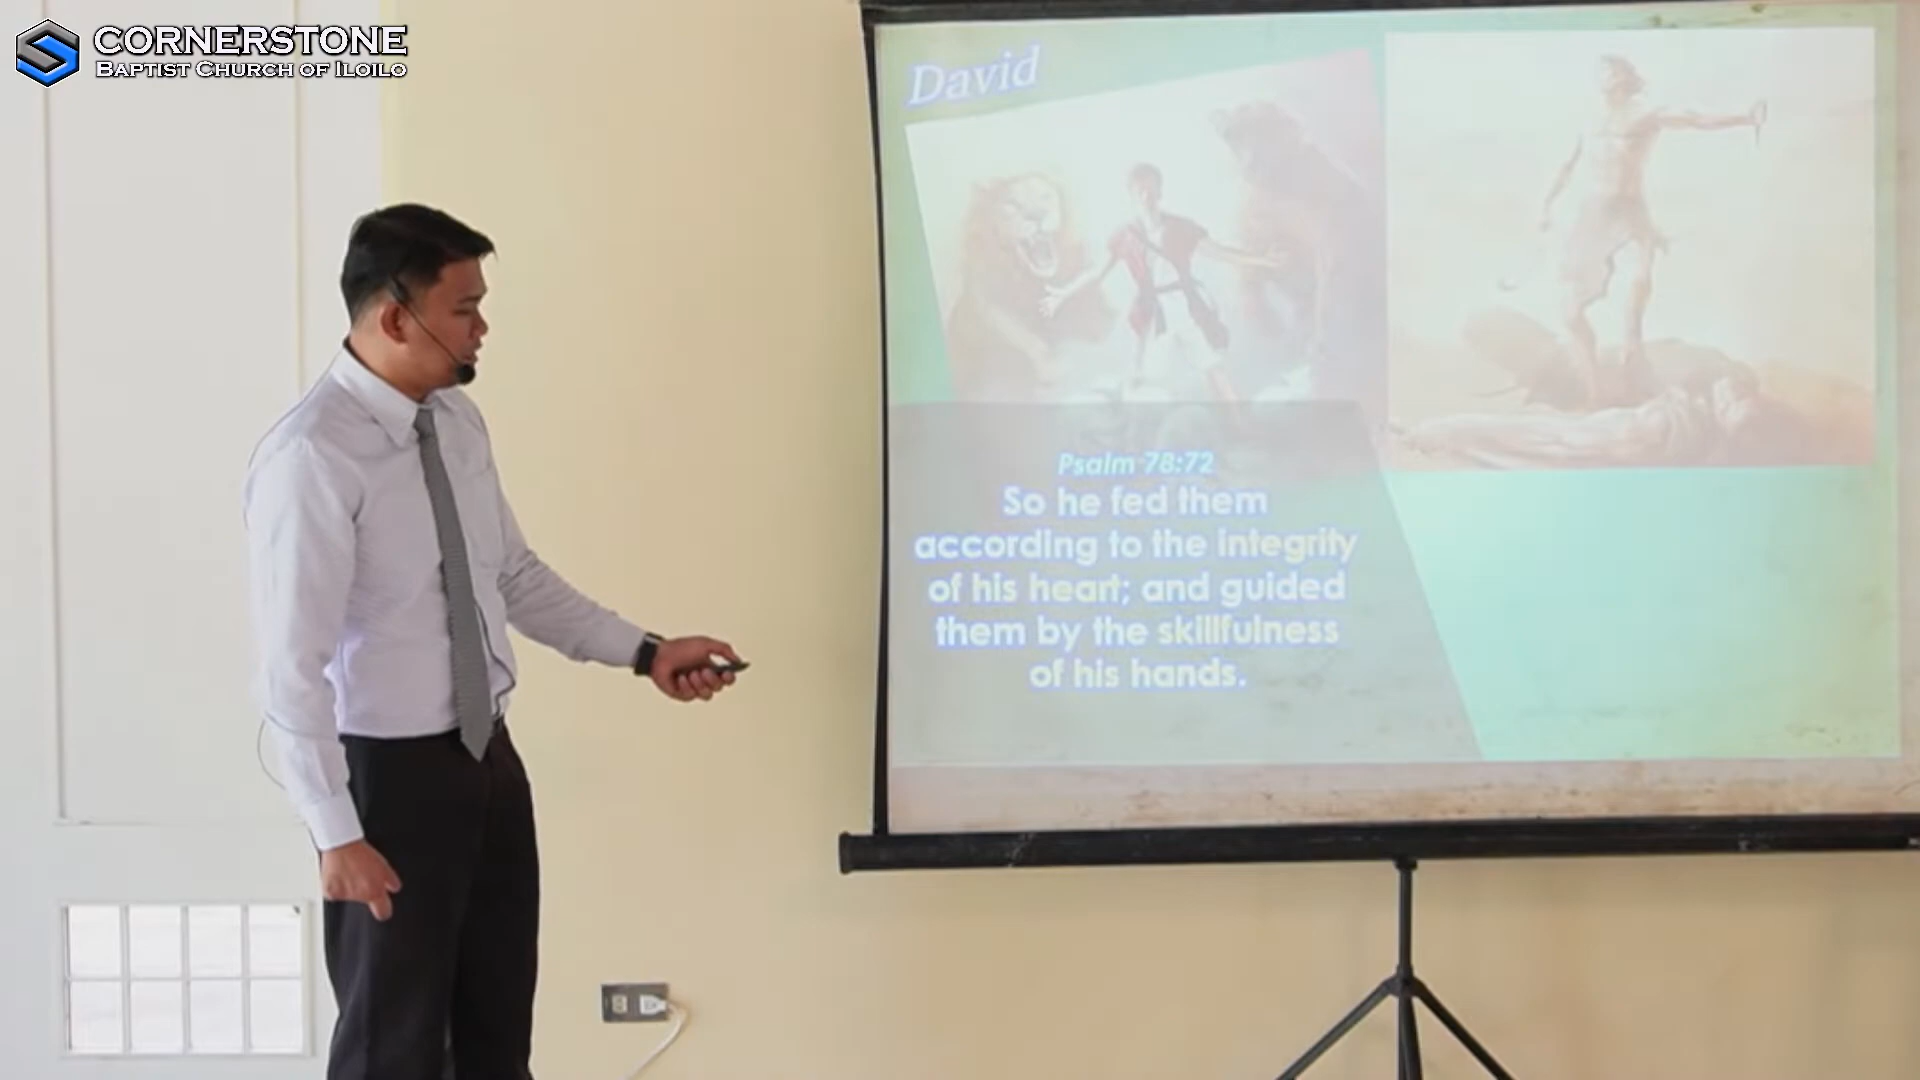 CORNERSTONE
BAPTIST CHURCH OF ILOILO
David
Psalm 78:72
So he fed them
according to the integrity
of his heart; and guided
them by the skillfulness
of his hands.